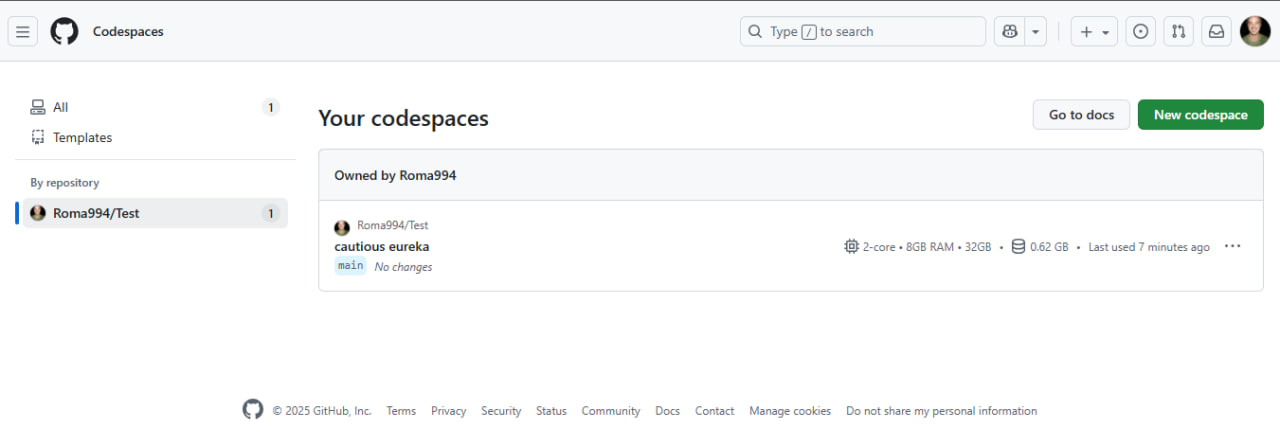 Codespaces
Type / to search
All 1
Templates
By repository
Roma994/Test 1
Your codespaces
Go to docs
New codespace
Owned by Roma994
Roma994/Test
cautious eureka
main No changes
2-core • 8GB RAM • 32GB • 0.62 GB • Last used 7 minutes ago
© 2025 GitHub, Inc. Terms Privacy Security Status Community Docs Contact Manage cookies Do not share my personal information